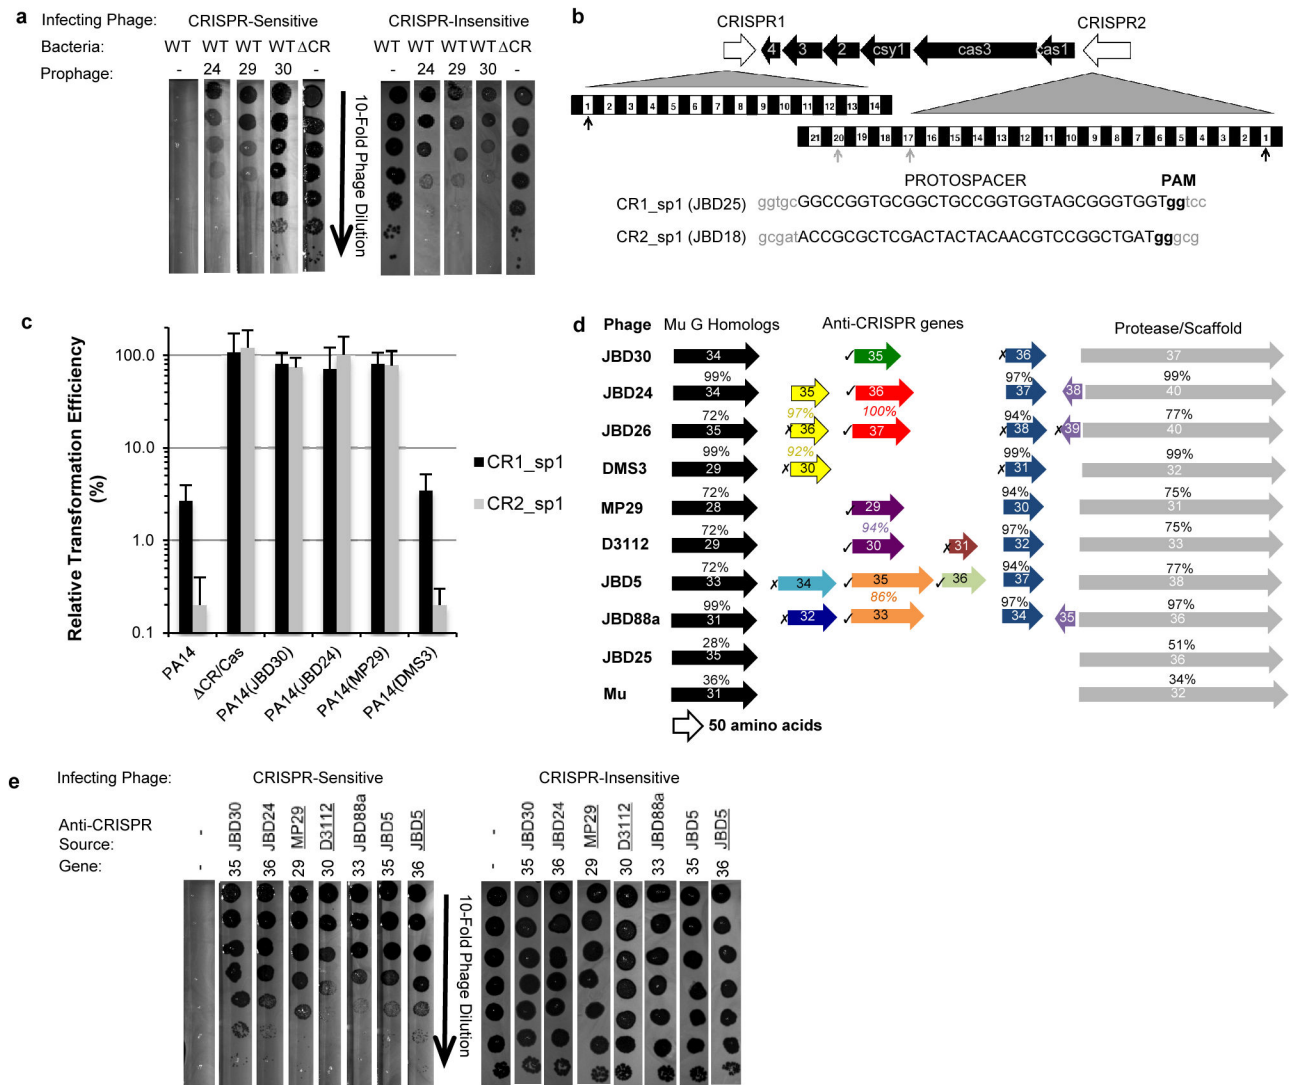 a
Infecting Phage: CRISPR-Sensitive CRISPR-Insensitive
Bacteria: WT WT WT WT ΔCR WT WT WT WT ΔCR
Prophage: - 24 29 30 - - 24 29 30 -
10-Fold Phage Dilution
b
CRISPR1 CRISPR2
4 3 2 csy1 cas3 as1
1 2 3 4 5 6 7 8 9 10 11 12 13 14
21 20 19 18 17 16 15 14 13 12 11 10 9 8 7 6 5 4 3 2 1
PROTOSPACER PAM
CR1_sp1 (JBD25) ggtgcGGCCGGTGCGGCTGCCGGTGGTAGCGGGTGGTggtcc
CR2_sp1 (JBD18) gcgatACCGCGCTCGACTACTACAACGTCCGGCTGATgggcg
c
Relative Transformation Efficiency (%)
100.0
10.0
1.0
0.1
CR1_sp1
CR2_sp1
PA14 ΔCR/Cas PA14(JBD30) PA14(JBD24) PA14(MP29) PA14(DMS3)
d
Phage Mu G Homologs Anti-CRISPR genes Protease/Scaffold
JBD30 34 ✓ 35 ✗ 36 37
99% 97% 99%
JBD24 34 35 ✓ 36 37 38 40
72% 97% 100% 94% 77%
JBD26 35 ✗ 36 ✓ 37 ✗ 38 ✗ 39 40
99% 92% 99% 99%
DMS3 29 ✗ 30 ✗ 31 32
72% 94% 75%
MP29 28 ✓ 29 30 31
72% 94% 97% 75%
D3112 29 ✓ 30 ✗ 31 32 33
72% 94% 77%
JBD5 33 ✗ 34 ✓ 35 ✓ 36 37 38
99% 86% 97% 97%
JBD88a 31 ✗ 32 ✓ 33 34 35 36
28% 51%
JBD25 35 36
36% 34%
Mu 31 32
50 amino acids
e
Infecting Phage: CRISPR-Sensitive CRISPR-Insensitive
Anti-CRISPR Source: - JBD30 JBD24 MP29 D3112 JBD88a JBD5 JBD5 - JBD30 JBD24 MP29 D3112 JBD88a JBD5 JBD5
Gene: - 35 36 29 30 33 35 36 - 35 36 29 30 33 35 36
10-Fold Phage Dilution